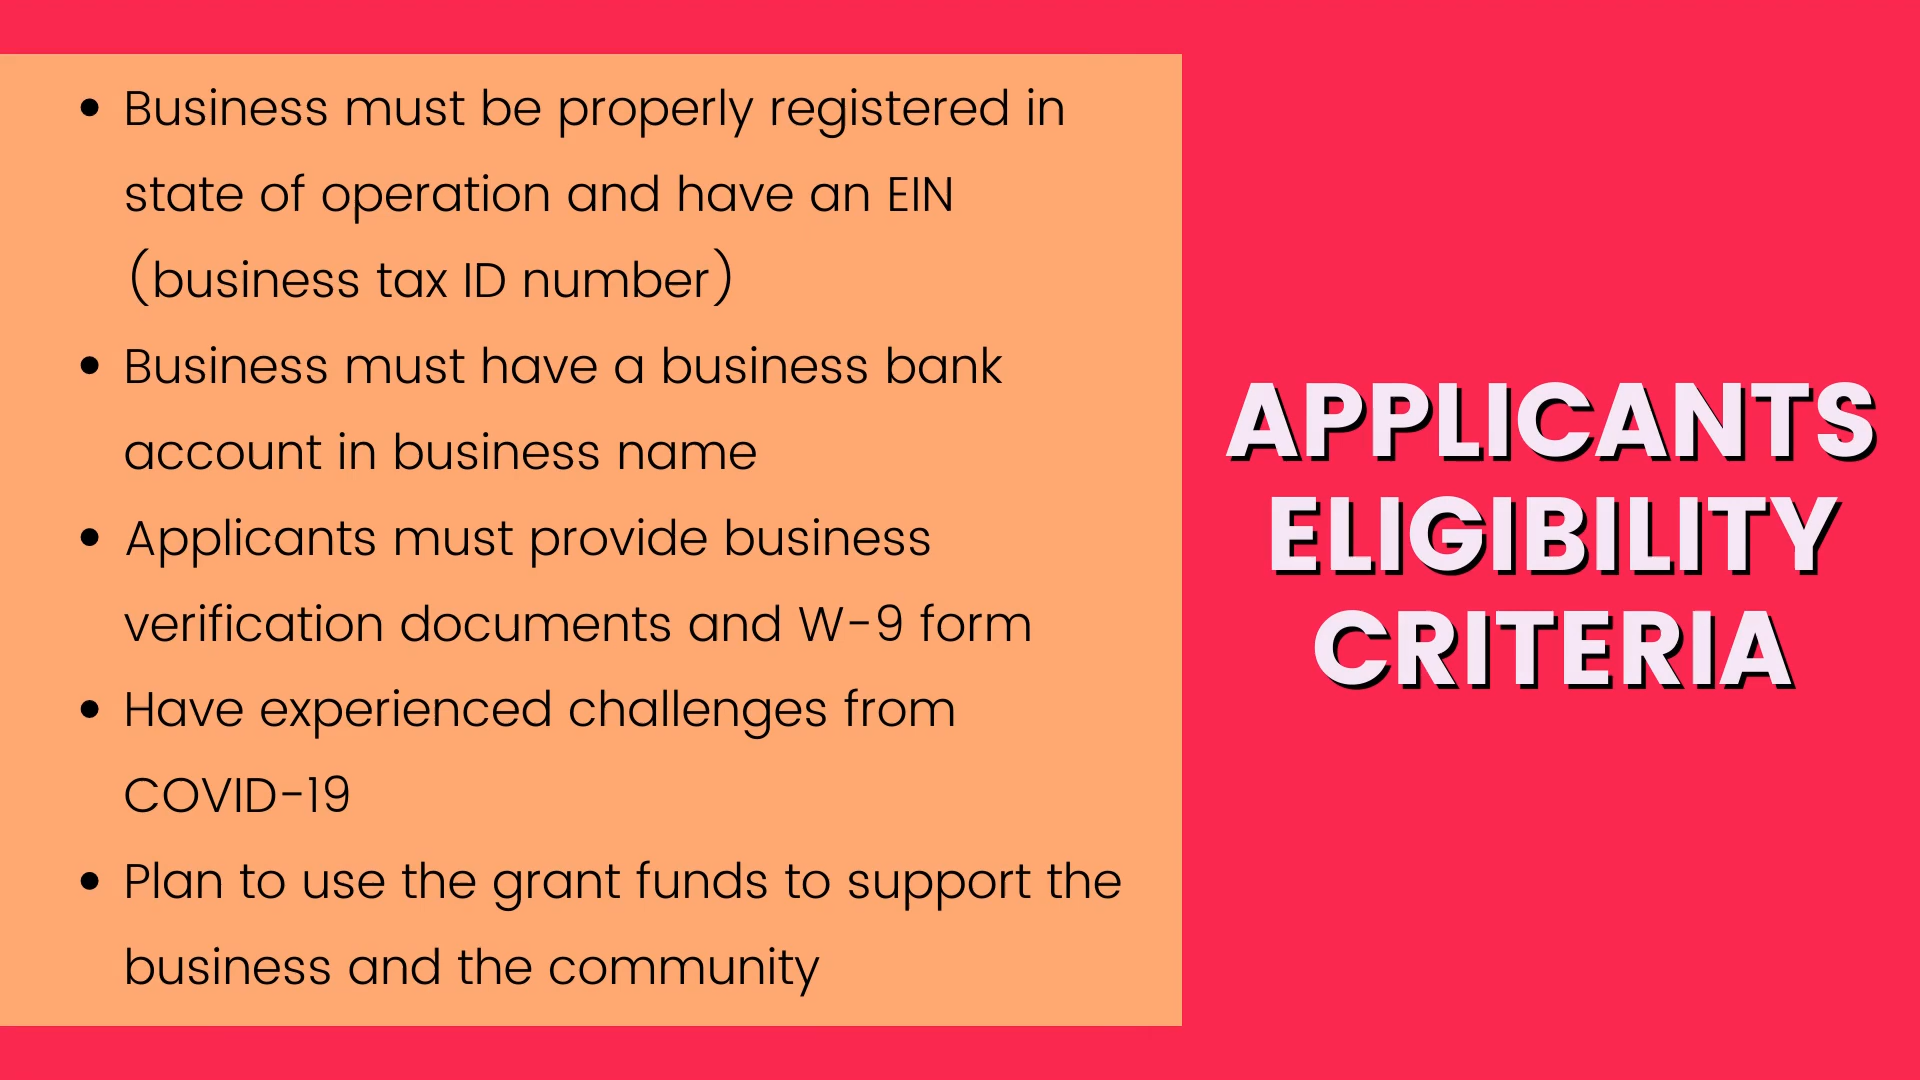 • Business must be properly registered in
state of operation and have an EIN
(business tax ID number)
• Business must have a business bank
account in business name
• Applicants must provide business
verification documents and W-9 form
• Have experienced challenges from
COVID-19
• Plan to use the grant funds to support the
business and the community
APPLICANTS
ELIGIBILITY
CRITERIA